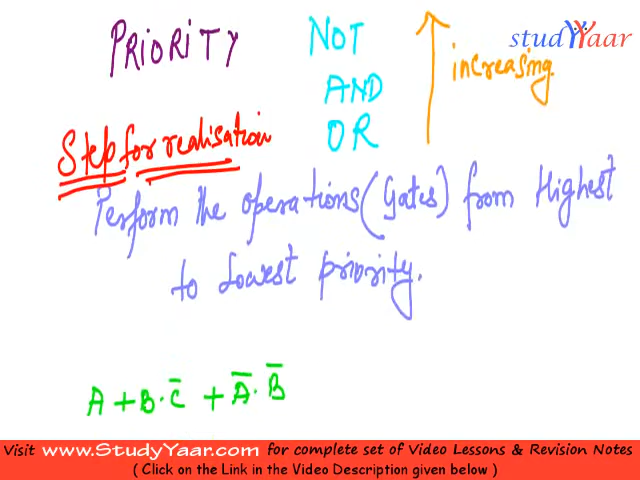 PRIORITY NOT increasing
AND
OR
studYYaar
Step for realisation
Perform the operations (Gates) from Highest
to Lowest priority.
A + B · C̅ + A̅ · B̅
Visit www.StudyYaar.com for complete set of Video Lessons & Revision Notes
( Click on the Link in the Video Description given below )